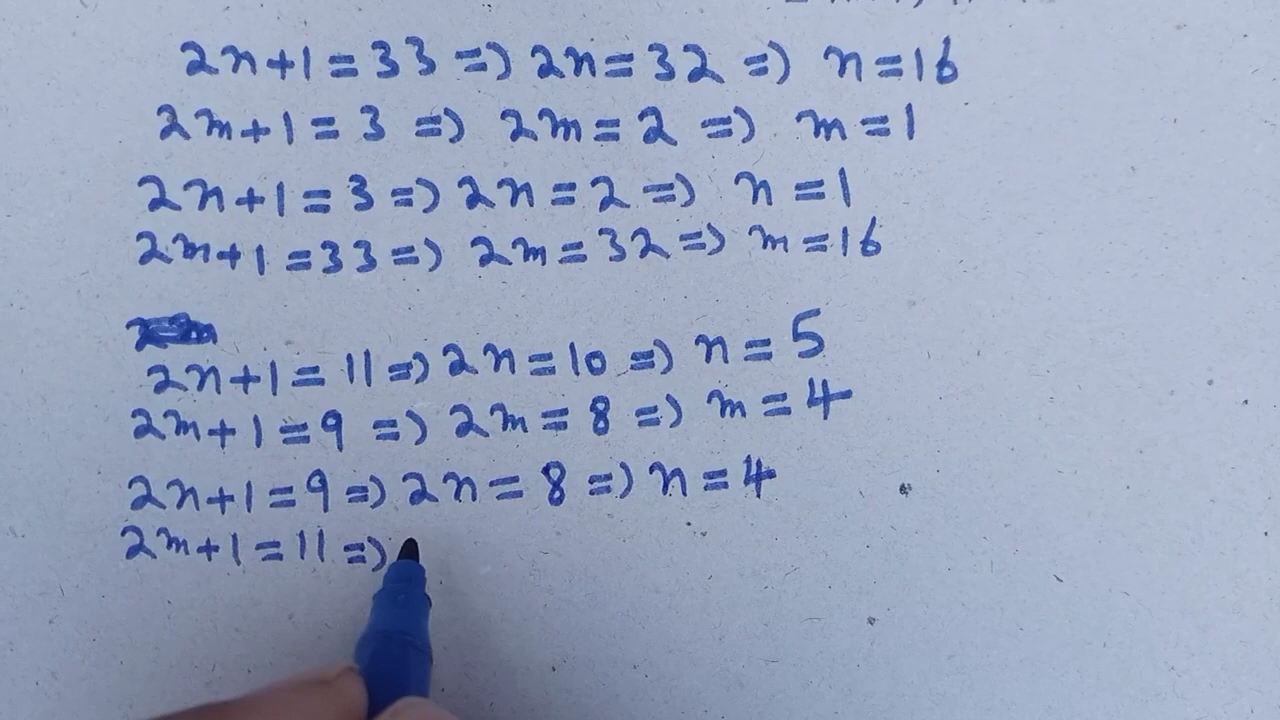 2n+1=33 => 2n=32 => n=16
2m+1=3 => 2m=2 => m=1
2n+1=3 => 2n=2 => n=1
2m+1=33 => 2m=32 => m=16
2n+1=11 => 2n=10 => n=5
2m+1=9 => 2m=8 => m=4
2n+1=9 => 2n=8 => n=4
2m+1=11 =>